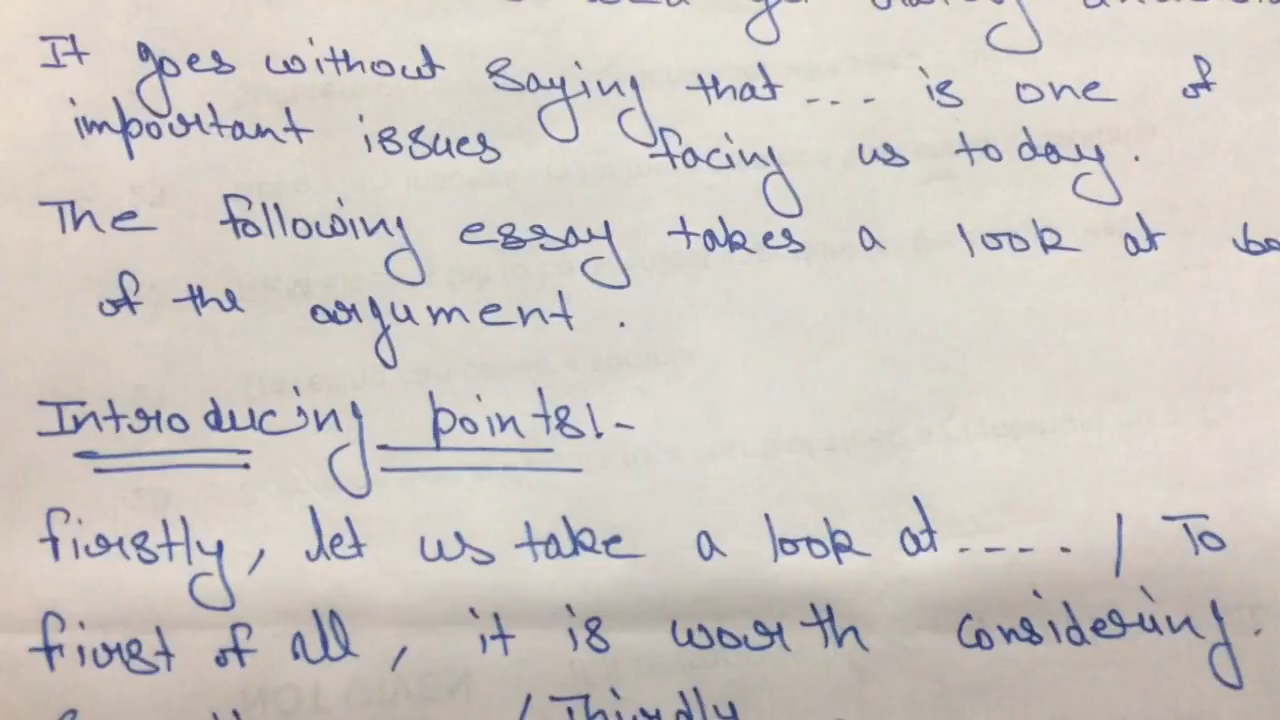 It goes without saying that .... is one of
important issues facing us today.
The following essay takes a look at
of the argument.
Introducing points:-
firstly, let us take a look at ..... / To
first of all, it is worth considering.
/ Thirdly